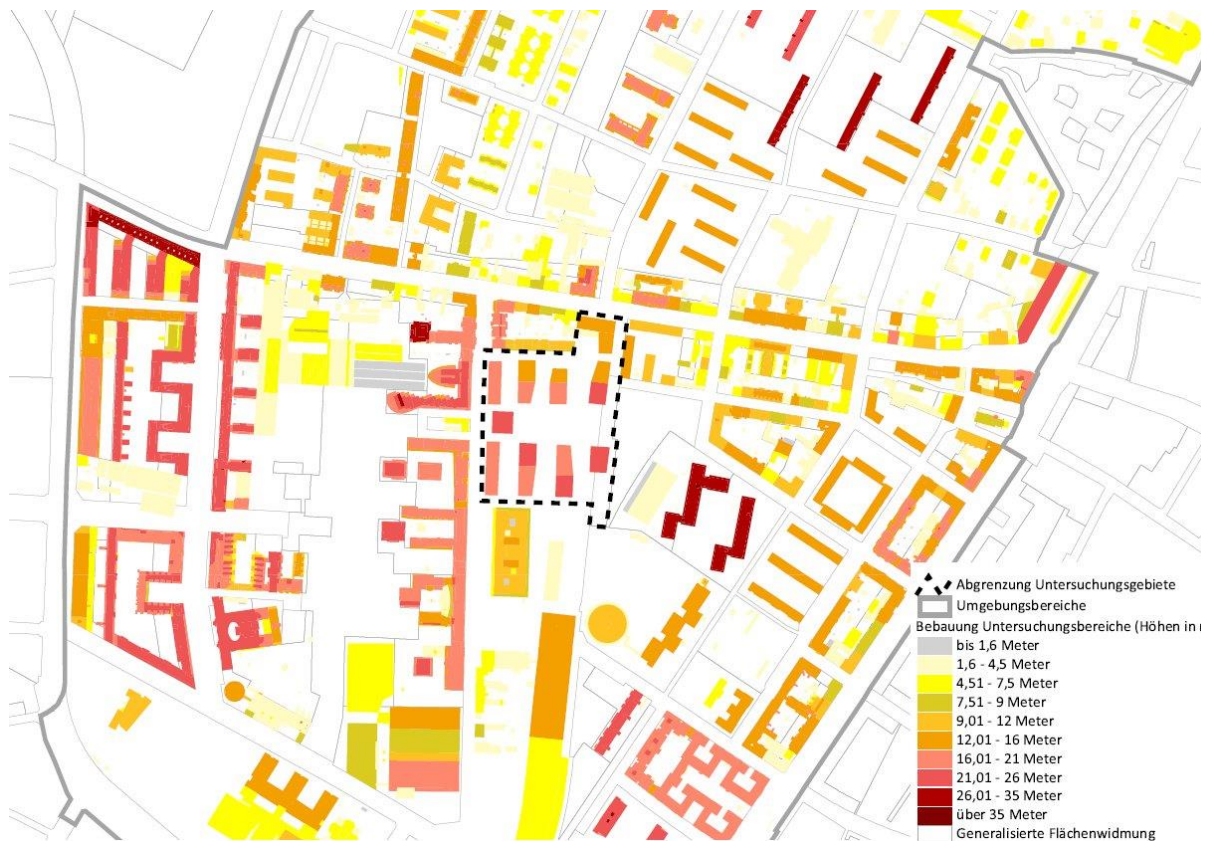 Abgrenzung Untersuchungsgebiete
Umgebungsbereiche
Bebauung Untersuchungsbereiche (Höhen in
bis 1,6 Meter
1,6 - 4,5 Meter
4,51 - 7,5 Meter
7,51 - 9 Meter
9,01 - 12 Meter
12,01 - 16 Meter
16,01 - 21 Meter
21,01 - 26 Meter
26,01 - 35 Meter
über 35 Meter
Generalisierte Flächenwidmung